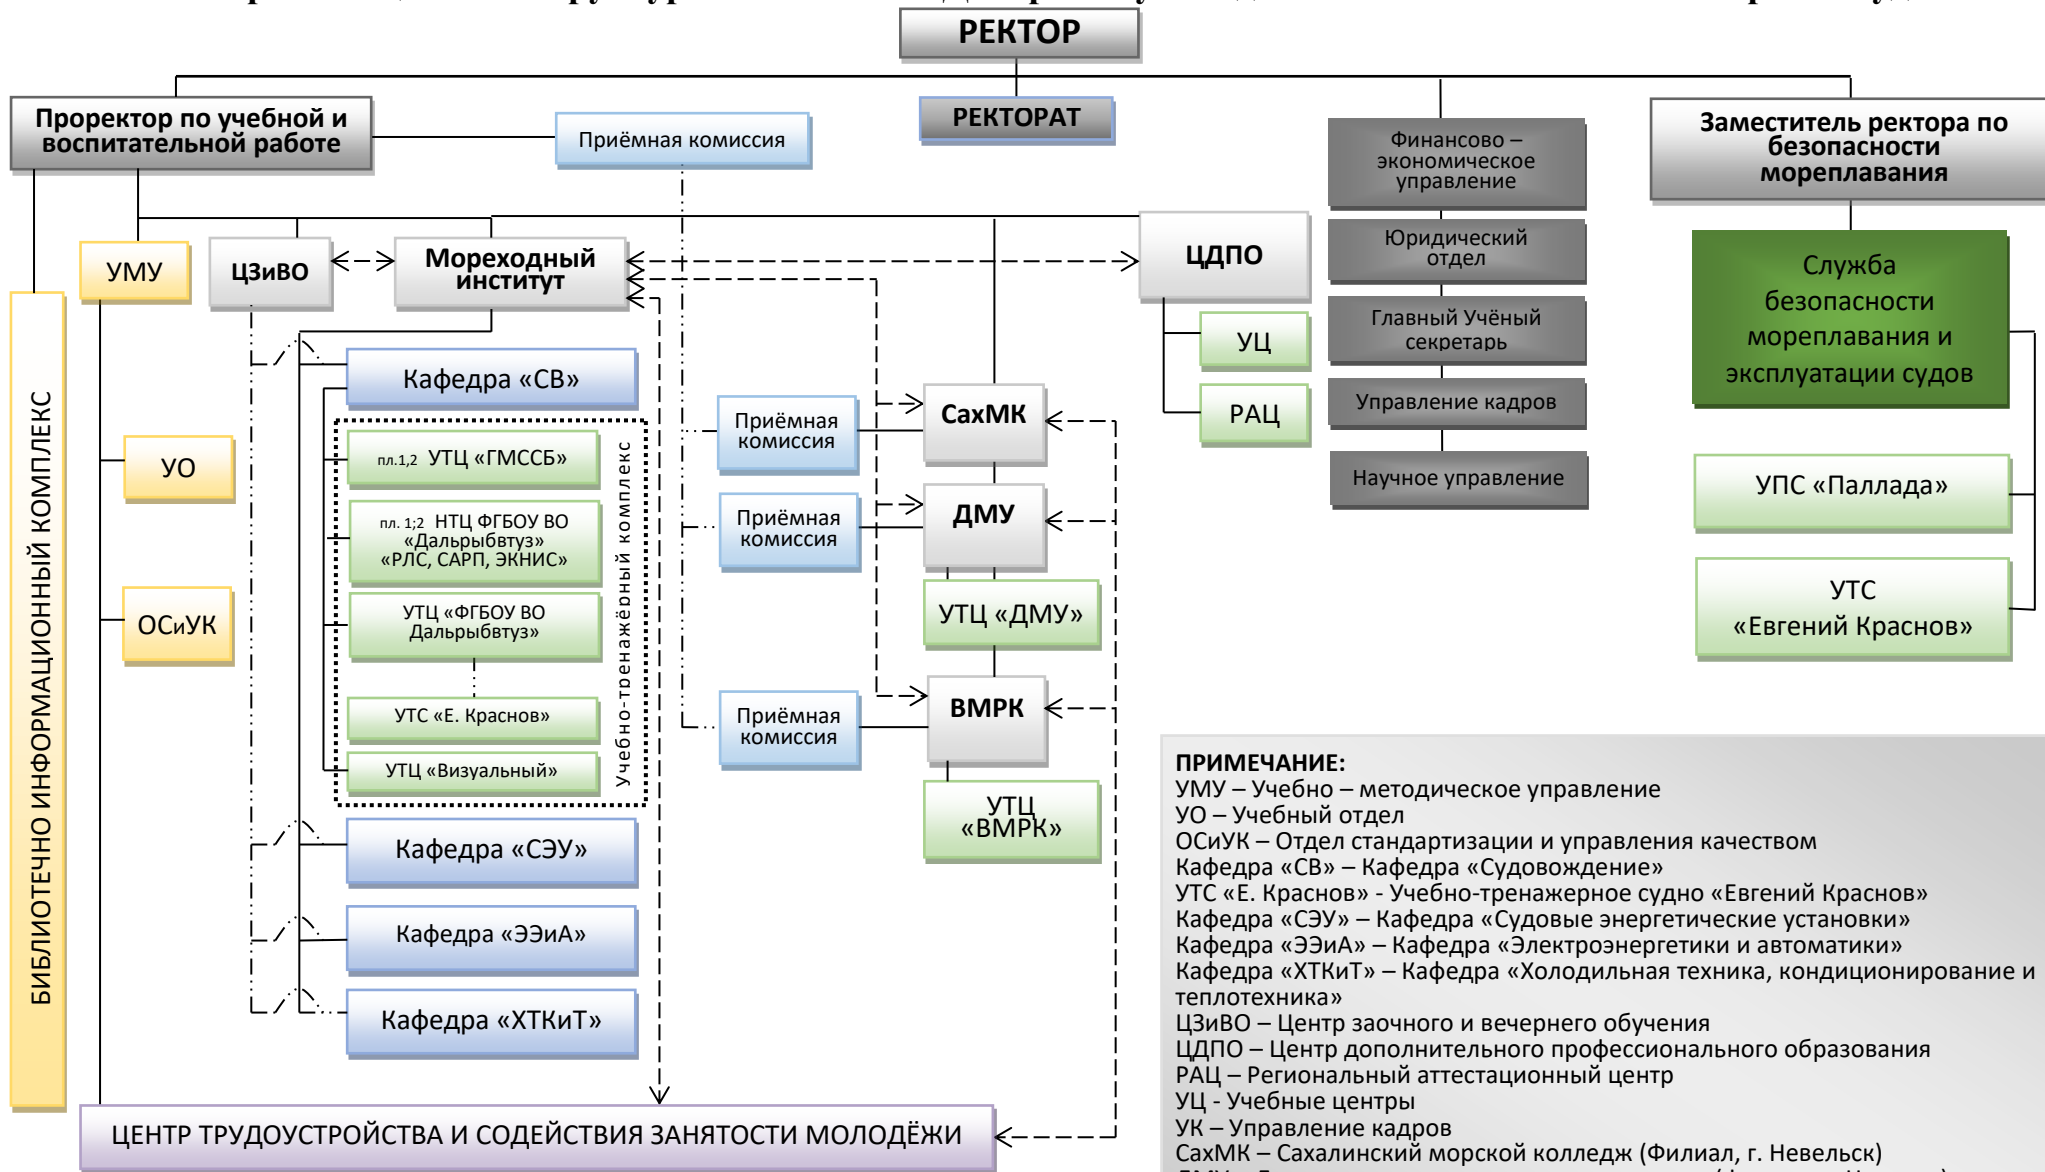 РЕКТОР
Проректор по учебной и
воспитательной работе
Приёмная комиссия
РЕКТОРАТ
Финансово –
экономическое
управление
Заместитель ректора по
безопасности
мореплавания
УМУ
ЦЗиВО
Мореходный
институт
ЦДПО
Юридический
отдел
Служба
безопасности
мореплавания и
эксплуатации судов
БИБЛИОТЕЧНО ИНФОРМАЦИОННЫЙ КОМПЛЕКС
УЦ
РАЦ
Главный Учёный
секретарь
Управление кадров
Научное управление
Кафедра «СВ»
УО
ОСиУК
пл.1,2 УТЦ «ГМССБ»
пл. 1;2 НТЦ ФГБОУ ВО
«Дальрыбвтуз»
«РЛС, САРП, ЭКНИС»
УТЦ «ФГБОУ ВО
Дальрыбвтуз»
УТС «Е. Краснов»
УТЦ «Визуальный»
Учебно-тренажёрный комплекс
Приёмная
комиссия
СахМК
Приёмная
комиссия
ДМУ
УТЦ «ДМУ»
Приёмная
комиссия
ВМРК
УТЦ
«ВМРК»
УПС «Паллада»
УТС
«Евгений Краснов»
Кафедра «СЭУ»
Кафедра «ЭЭиА»
Кафедра «ХТКиТ»
ЦЕНТР ТРУДОУСТРОЙСТВА И СОДЕЙСТВИЯ ЗАНЯТОСТИ МОЛОДЁЖИ
ПРИМЕЧАНИЕ:
УМУ – Учебно – методическое управление
УО – Учебный отдел
ОСиУК – Отдел стандартизации и управления качеством
Кафедра «СВ» – Кафедра «Судовождение»
УТС «Е. Краснов» - Учебно-тренажерное судно «Евгений Краснов»
Кафедра «СЭУ» – Кафедра «Судовые энергетические установки»
Кафедра «ЭЭиА» – Кафедра «Электроэнергетики и автоматики»
Кафедра «ХТКиТ» – Кафедра «Холодильная техника, кондиционирование и
теплотехника»
ЦЗиВО – Центр заочного и вечернего обучения
ЦДПО – Центр дополнительного профессионального образования
РАЦ – Региональный аттестационный центр
УЦ - Учебные центры
УК – Управление кадров
СахМК – Сахалинский морской колледж (Филиал, г. Невельск)